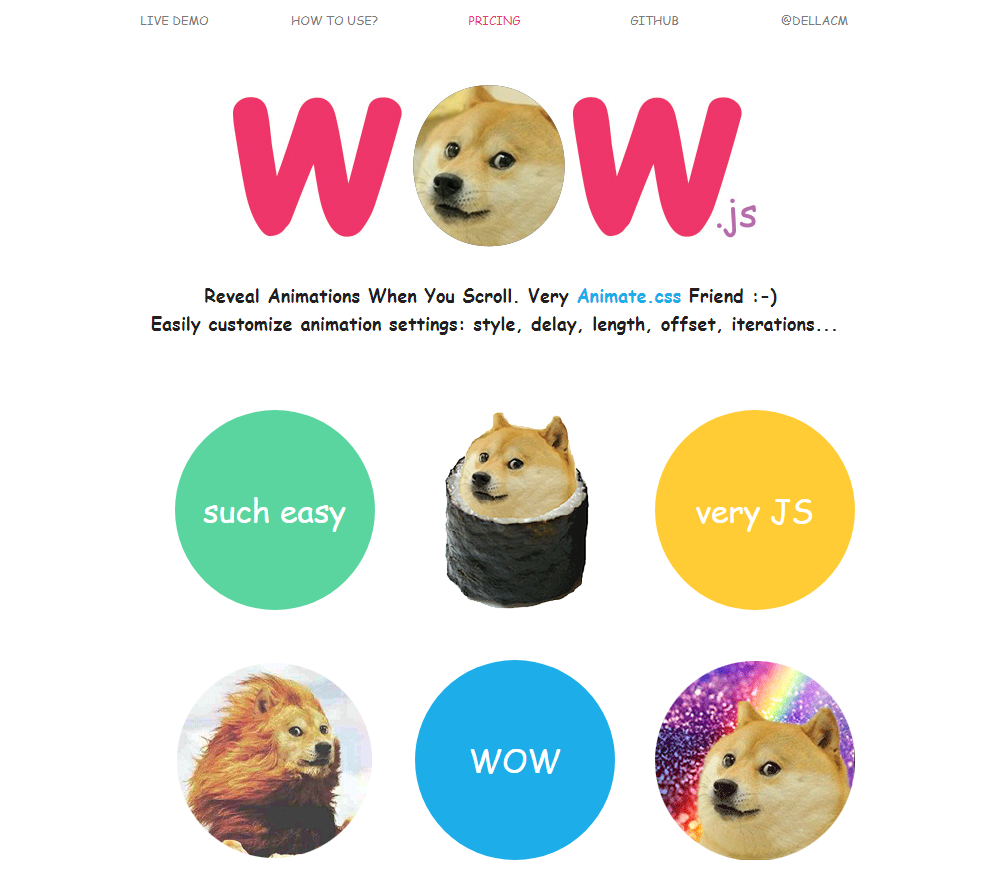 LIVE DEMO HOW TO USE? PRICING GITHUB @DELLACM
WOW.js
Reveal Animations When You Scroll. Very Animate.css Friend :-)
Easily customize animation settings: style, delay, length, offset, iterations...
such easy
very JS
WOW